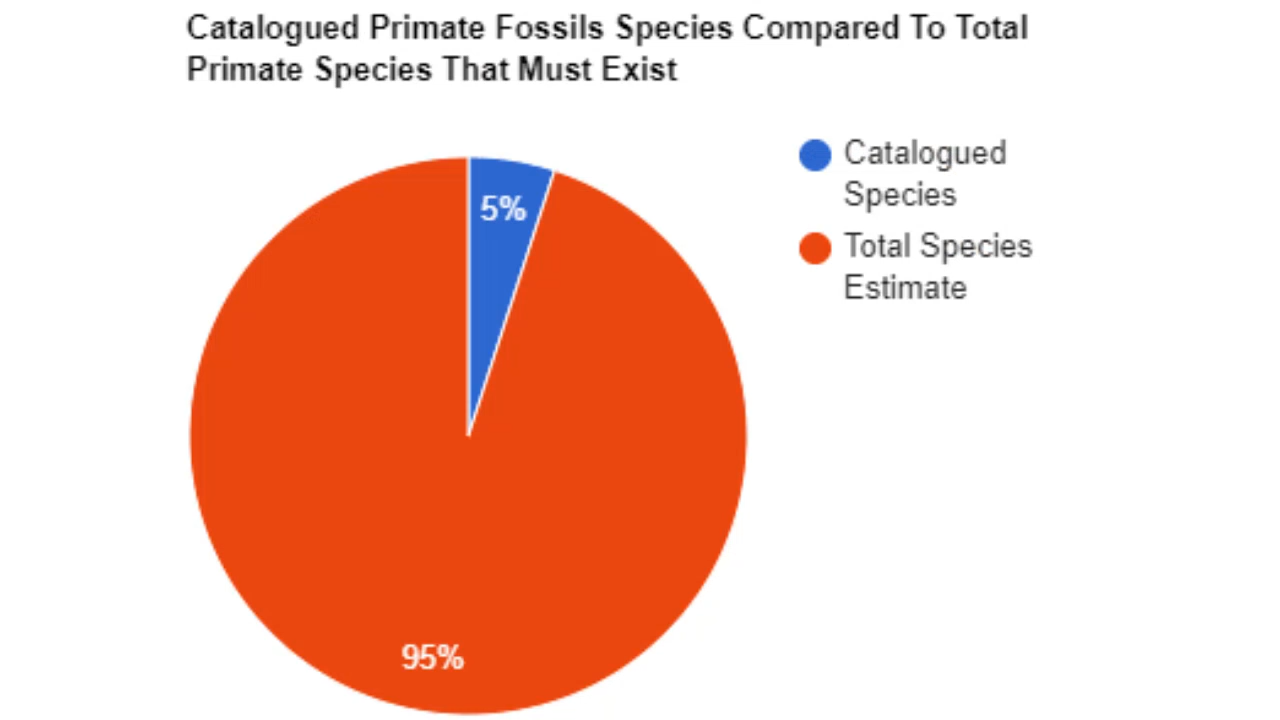 Catalogued Primate Fossils Species Compared To Total
Primate Species That Must Exist
Catalogued
Species
Total Species
Estimate
5%
95%